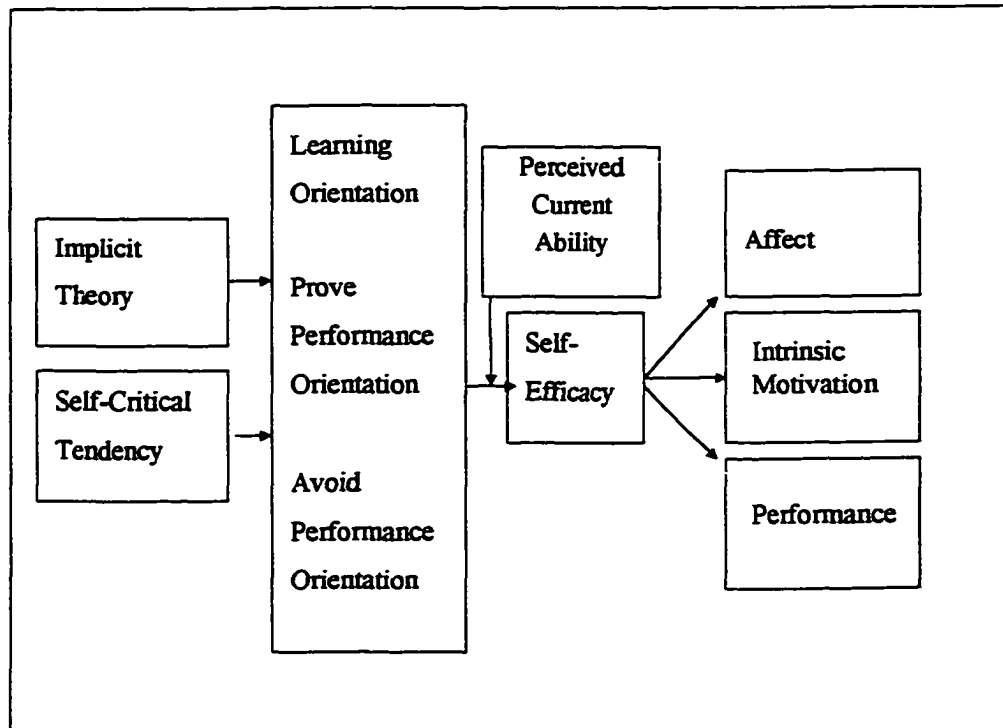 Implicit
Theory
Self-Critical
Tendency
Learning
Orientation
Prove
Performance
Orientation
Avoid
Performance
Orientation
Perceived
Current
Ability
Self-
Efficacy
Affect
Intrinsic
Motivation
Performance